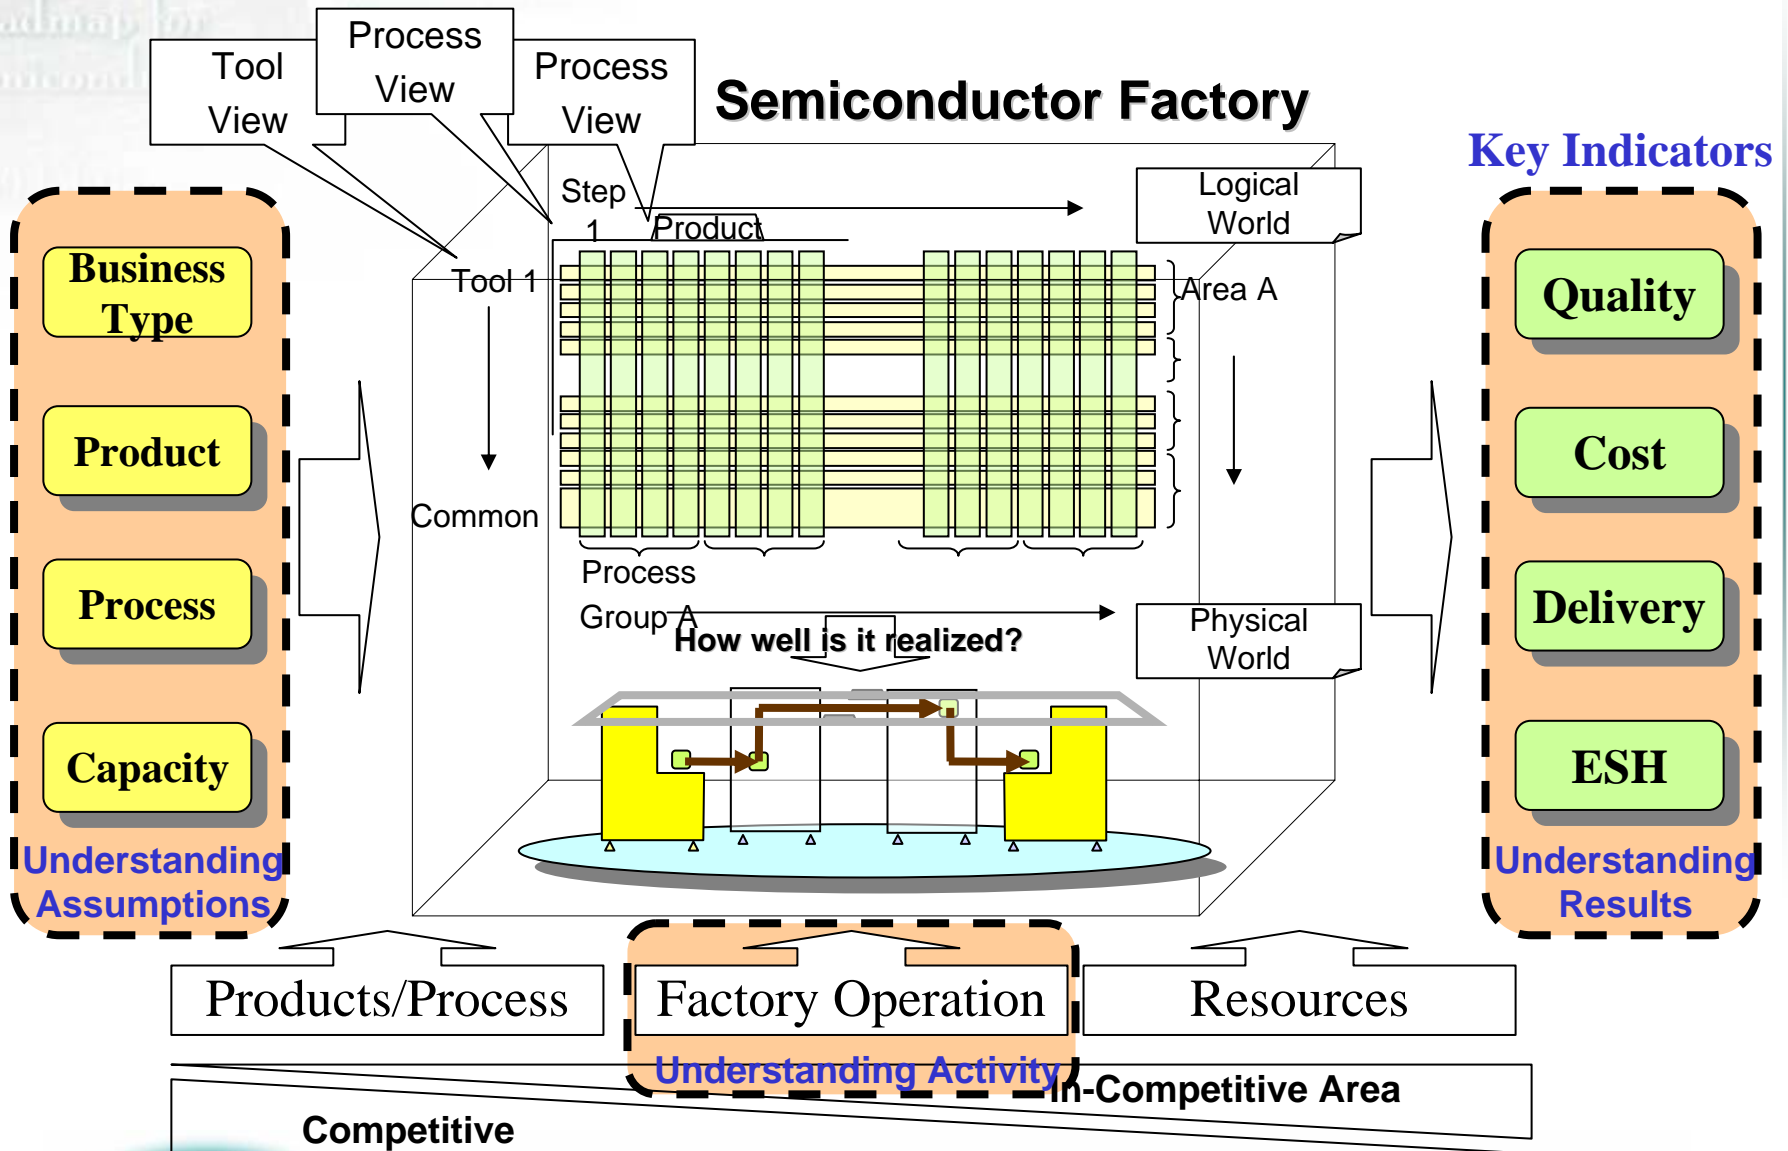 Tool
View
Process
View
Process
View
Semiconductor Factory
Key Indicators
Business
Type
Product
Process
Capacity
Understanding
Assumptions
Step
1
Product
Logical
World
Tool 1
Area A
Common
Process
Group A
How well is it realized?
Physical
World
Quality
Cost
Delivery
ESH
Understanding
Results
Products/Process
Factory Operation
Resources
Understanding Activity
In-Competitive Area
Competitive